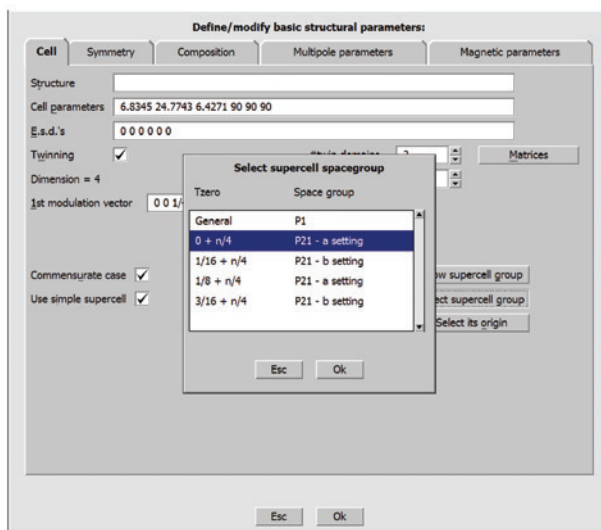 Define/modify basic structural parameters:
Cell Symmetry Composition Multipole parameters Magnetic parameters
Structure
Cell parameters 6.8345 24.7743 6.4271 90 90 90
E.s.d.'s 0 0 0 0 0 0
Twinning Matrices
Select supercell spacegroup
Dimension = 4
Tzero Space group
1st modulation vector 0 0 1/
General P1
0 + n/4 P21 - a setting
1/16 + n/4 P21 - b setting
Commensurate case
1/8 + n/4 P21 - a setting
supercell group
Use simple supercell
3/16 + n/4 P21 - b setting
supercell group
Select its origin
Esc Ok
Esc Ok